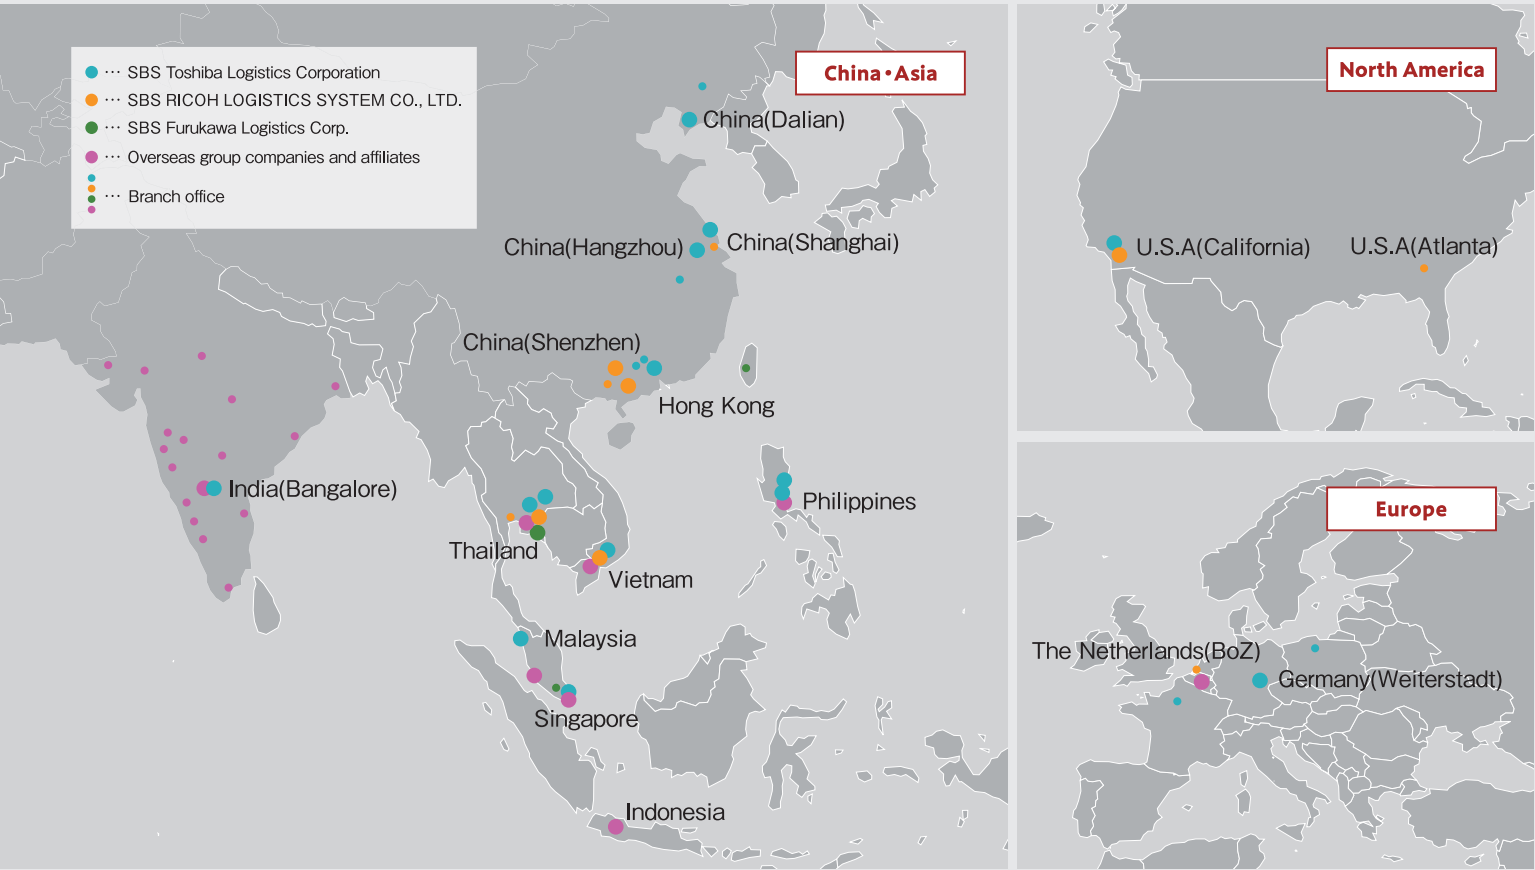 China・Asia
… SBS Toshiba Logistics Corporation
… SBS RICOH LOGISTICS SYSTEM CO., LTD.
… SBS Furukawa Logistics Corp.
… Overseas group companies and affiliates
… Branch office
China(Dalian)
China(Hangzhou)
China(Shanghai)
China(Shenzhen)
Hong Kong
India(Bangalore)
Philippines
Thailand
Vietnam
Malaysia
Singapore
Indonesia
North America
U.S.A(California)
U.S.A(Atlanta)
Europe
The Netherlands(BoZ)
Germany(Weiterstadt)